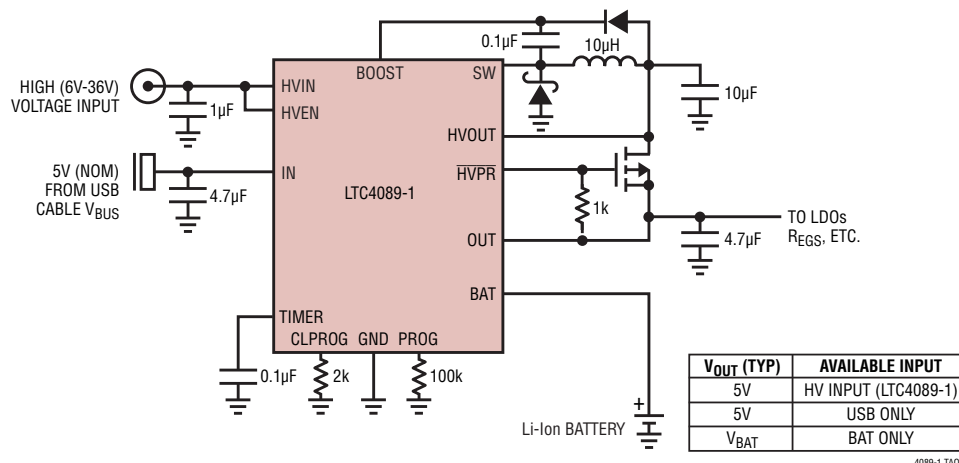 0.1µF
10µH
BOOST
SW
HIGH (6V-36V)
VOLTAGE INPUT
HVIN
HVEN
1µF
10µF
HVOUT
5V (NOM)
FROM USB
CABLE VBUS
IN
4.7µF
LTC4089-1
HVPR
1k
OUT
4.7µF
TO LDOs
REGS, ETC.
BAT
TIMER
CLPROG GND PROG
0.1µF
2k
100k
Li-Ion BATTERY
+
VOUT (TYP) AVAILABLE INPUT
5V HV INPUT (LTC4089-1)
5V USB ONLY
VBAT BAT ONLY